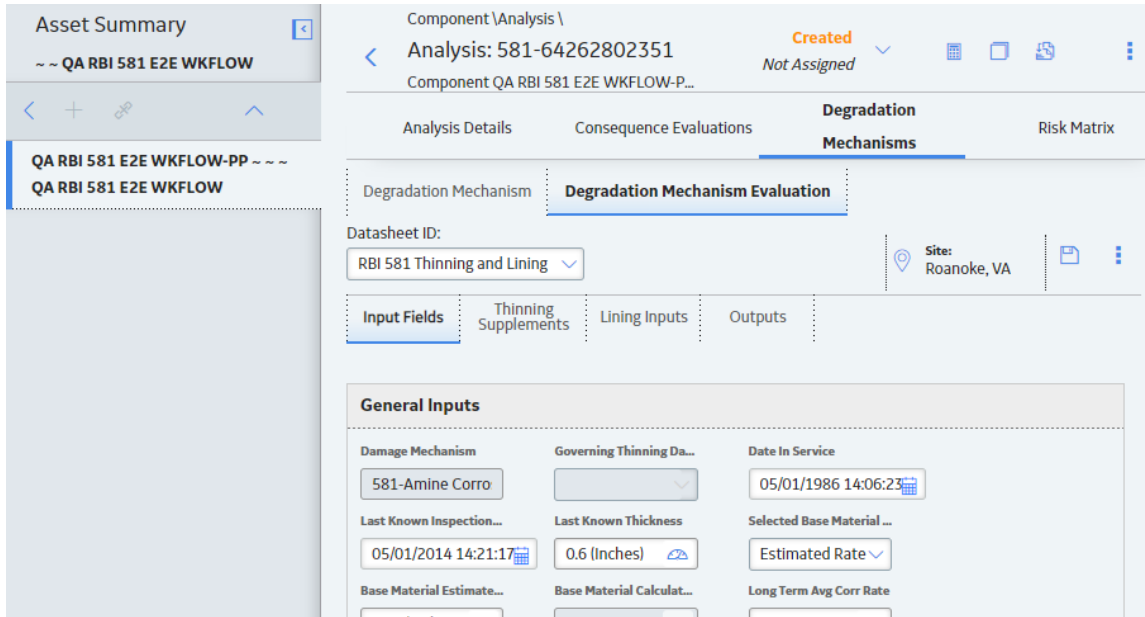 Asset Summary
~ ~ QA RBI 581 E2E WKFLOW
QA RBI 581 E2E WKFLOW-PP ~ ~ ~
QA RBI 581 E2E WKFLOW
Component \Analysis \
Analysis: 581-64262802351
Component QA RBI 581 E2E WKFLOW-P...
Created
Not Assigned
Analysis Details
Consequence Evaluations
Degradation
Mechanisms
Risk Matrix
Degradation Mechanism
Degradation Mechanism Evaluation
Datasheet ID:
RBI 581 Thinning and Lining
Site:
Roanoke, VA
Input Fields
Thinning
Supplements
Lining Inputs
Outputs
General Inputs
Damage Mechanism
Governing Thinning Da...
Date In Service
581-Amine Corro
05/01/1986 14:06:23
Last Known Inspection...
Last Known Thickness
Selected Base Material ...
05/01/2014 14:21:17
0.6 (Inches)
Estimated Rate
Base Material Estimate...
Base Material Calculat...
Long Term Avg Corr Rate